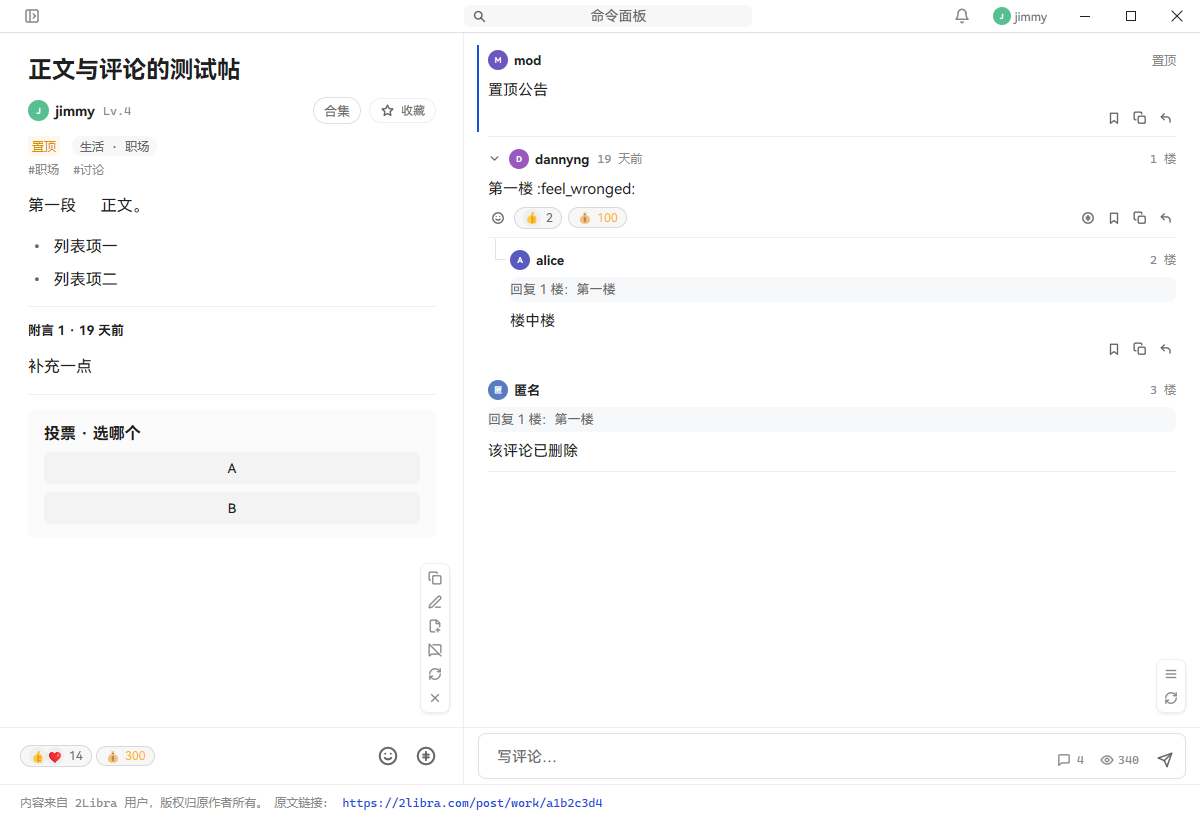 命令面板
J jimmy
正文与评论的测试帖
J jimmy Lv.4 合集 收藏
置顶 生活 · 职场
#职场 #讨论
第一段 正文。
• 列表项一
• 列表项二
附言 1 · 19 天前
补充一点
投票 · 选哪个
A
B
14 300
M mod 置顶
置顶公告
D dannyng 19 天前 1 楼
第一楼 :feel_wronged:
2 100
A alice 2 楼
回复 1 楼: 第一楼
楼中楼
匿 匿名 3 楼
回复 1 楼: 第一楼
该评论已删除
写评论… 4 340
内容来自 2Libra 用户, 版权归原作者所有。 原文链接: https://2libra.com/post/work/a1b2c3d4